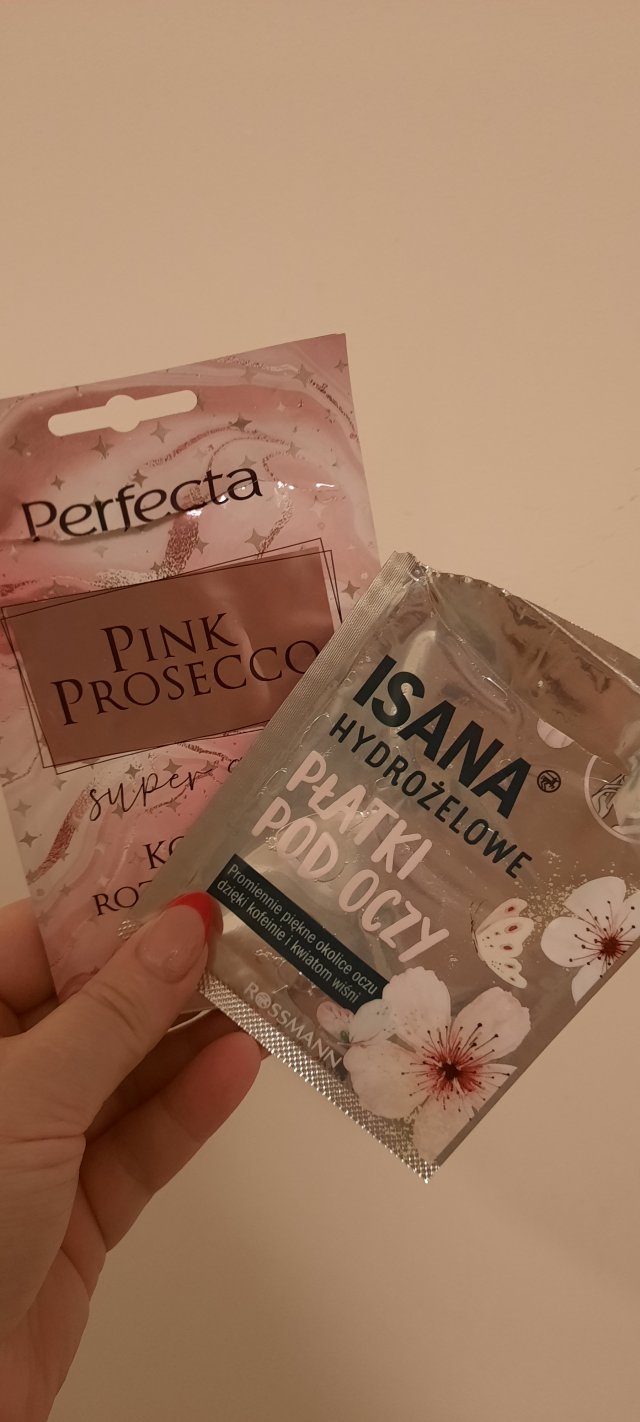 Perfecta
PINK
PROSECCO
super
ISANA®
HYDROŻELOWE
PŁATKI
POD OCZY
Promiennie piękne okolice oczu
dzięki kofeinie i kwiatom wiśni
ROSSMANN